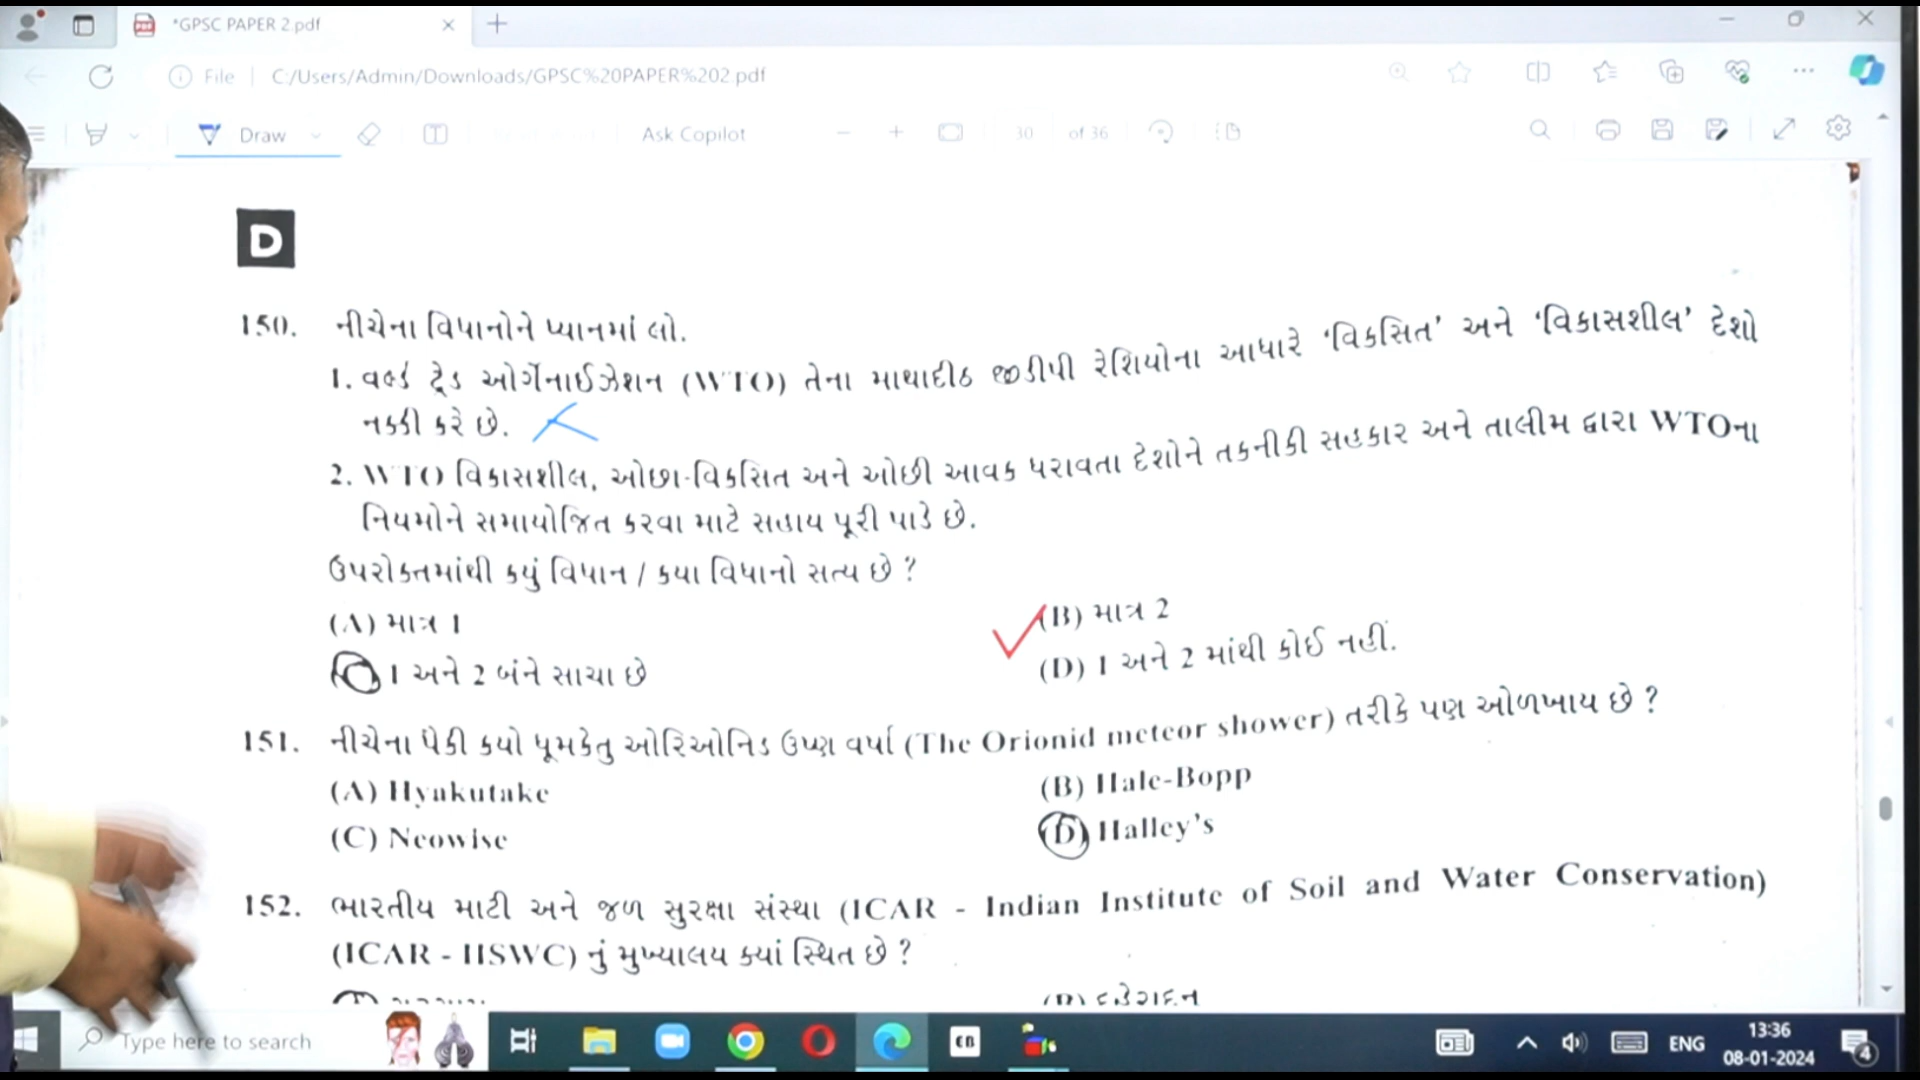 *GPSC PAPER 2.pdf
File C:/Users/Admin/Downloads/GPSC%20PAPER%202.pdf
Draw Ask Copilot 30 of 36
D
150. નીચેના વિધાનોને ધ્યાનમાં લો.
1. વર્લ્ડ ટ્રેડ ઓર્ગેનાઈઝેશન (WTO) તેના માથાદીઠ જીડીપી રેશિયોના આધારે ‘વિકસિત’ અને ‘વિકાસશીલ’ દેશો
નક્કી કરે છે.
2. WTO વિકાસશીલ, ઓછા-વિકસિત અને ઓછી આવક ધરાવતા દેશોને તકનીકી સહકાર અને તાલીમ દ્વારા WTOના
નિયમોને સમાયોજિત કરવા માટે સહાય પૂરી પાડે છે.
ઉપરોક્તમાંથી કયું વિધાન / કયા વિધાનો સત્ય છે ?
(A) માત્ર 1
(B) માત્ર 2
1 અને 2 બંને સાચા છે
(D) 1 અને 2 માંથી કોઈ નહીં.
151. નીચેના પૈકી કયો ધૂમકેતુ ઓરિઓનિડ ઉષ્ણ વર્ષા (The Orionid meteor shower) તરીકે પણ ઓળખાય છે ?
(A) Hyakutake
(B) Hale-Bopp
(C) Neowise
(D) Halley’s
152. ભારતીય માટી અને જળ સુરક્ષા સંસ્થા (ICAR - Indian Institute of Soil and Water Conservation)
(ICAR - IISWC) નું મુખ્યાલય ક્યાં સ્થિત છે ?
(B) દહેરાદૂન
Type here to search
ENG
13:36
08-01-2024
4